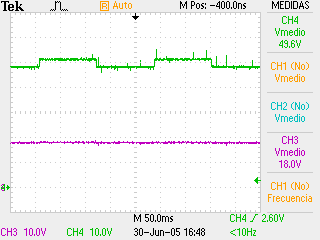 Tek R Auto M Pos: -400.0ns MEDIDAS
CH4
Vmedio
49.6V
CH1 (No)
Vmedio
CH2 (No)
Vmedio
CH3
Vmedio
18.0V
CH1 (No)
Frecuencia
M 50.0ms CH4 2.60V
CH3 10.0V CH4 10.0V 30-Jun-05 16:48 <10Hz